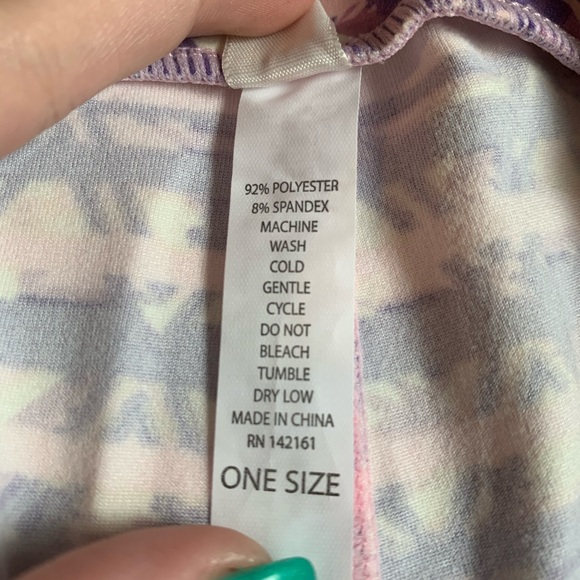 92% POLYESTER
8% SPANDEX
MACHINE
WASH
COLD
GENTLE
CYCLE
DO NOT
BLEACH
TUMBLE
DRY LOW
MADE IN CHINA
RN 142161
ONE SIZE